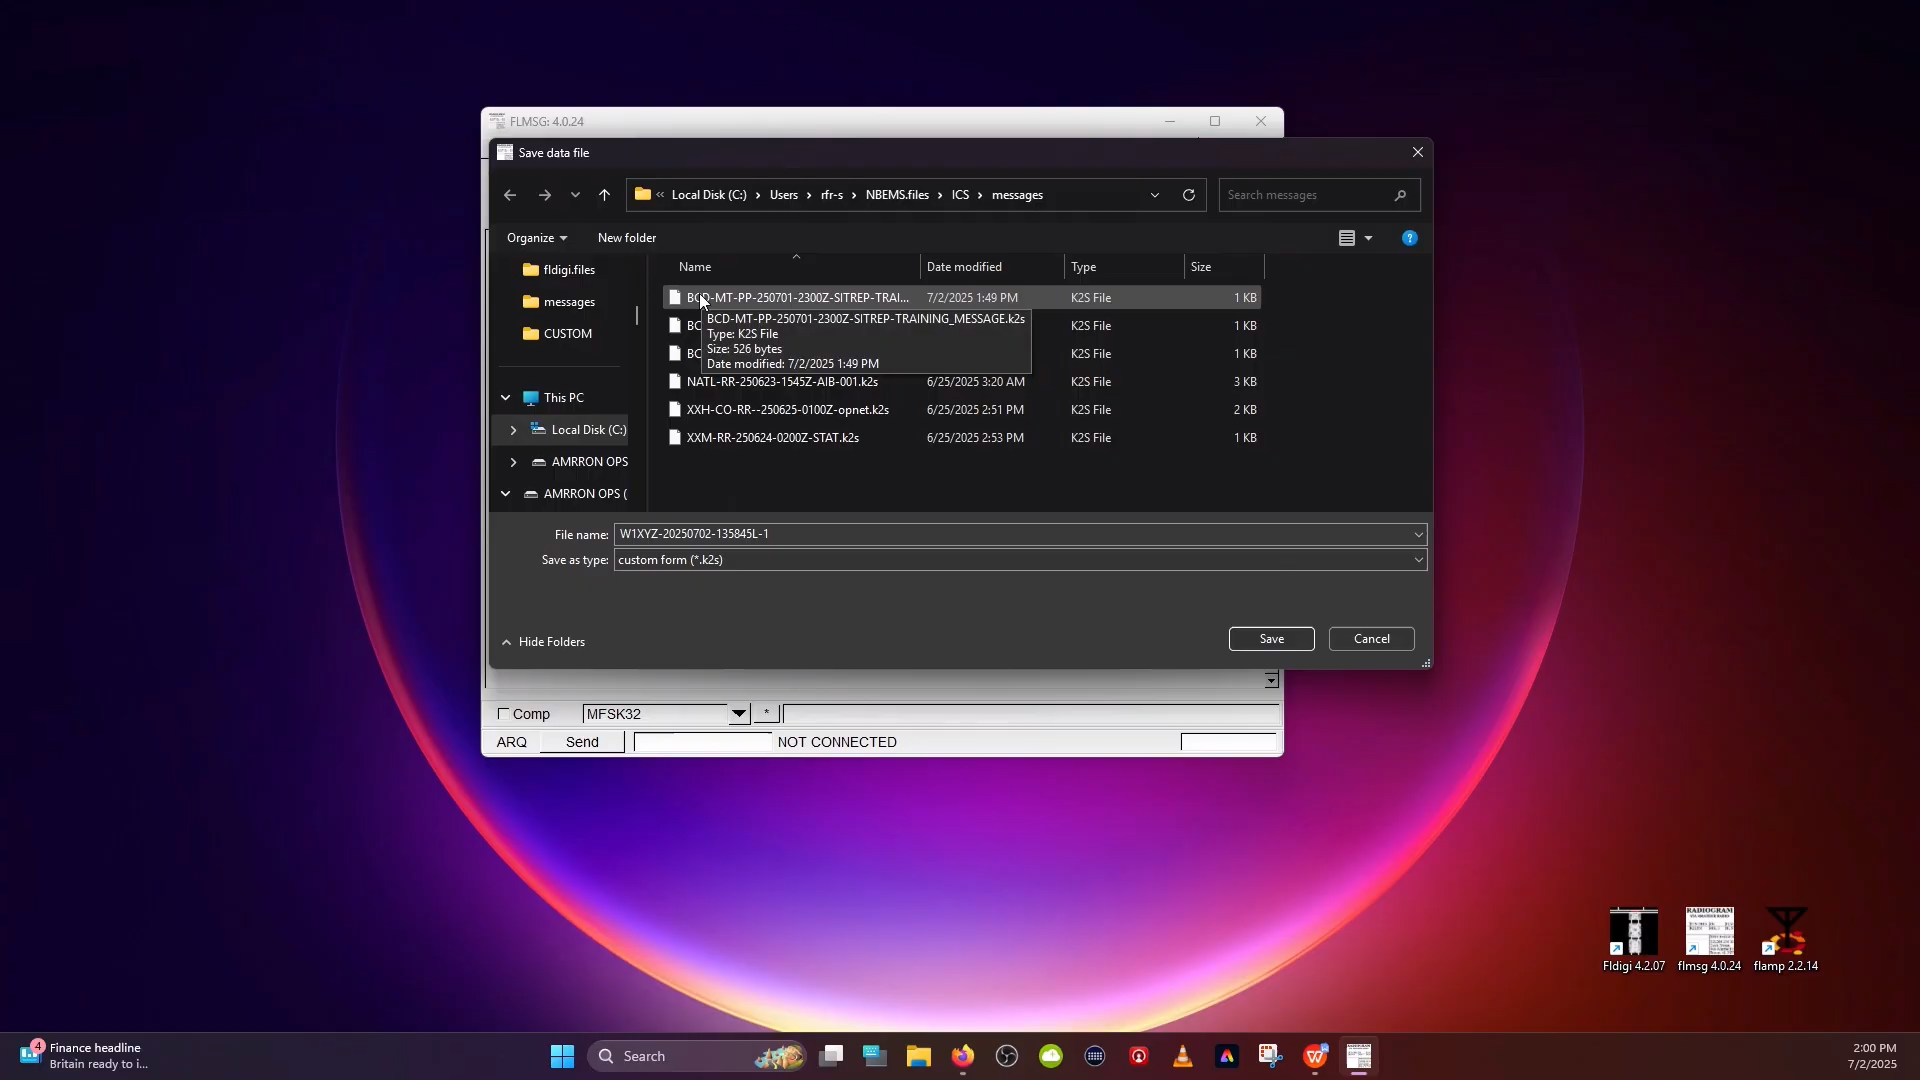 FLMSG: 4.0.24
Save data file
« Local Disk (C:) › Users › rfr-s › NBEMS.files › ICS › messages
Search messages
Organize
New folder
?
Name
Date modified
Type
Size
fldigi.files
messages
CUSTOM
This PC
Local Disk (C:)
AMRRON OPS
AMRRON OPS (
BCD-MT-PP-250701-2300Z-SITREP-TRAI... 7/2/2025 1:49 PM K2S File 1 KB
BCD-MT-PP-250701-2300Z-SITREP-TRAINING_MESSAGE.k2s
Type: K2S File
Size: 526 bytes
Date modified: 7/2/2025 1:49 PM
BC K2S File 1 KB
BC K2S File 1 KB
NATL-RR-250623-1545Z-AIB-001.k2s 6/25/2025 3:20 AM K2S File 3 KB
XXH-CO-RR--250625-0100Z-opnet.k2s 6/25/2025 2:51 PM K2S File 2 KB
XXM-RR-250624-0200Z-STAT.k2s 6/25/2025 2:53 PM K2S File 1 KB
File name: W1XYZ-20250702-135845L-1
Save as type: custom form (*.k2s)
Hide Folders
Save
Cancel
Comp MFSK32 *
ARQ Send NOT CONNECTED
RADIOGRAM
Fldigi 4.2.07
flmsg 4.0.24
flamp 2.2.14
4
Finance headline
Britain ready to i...
Search
2:00 PM
7/2/2025